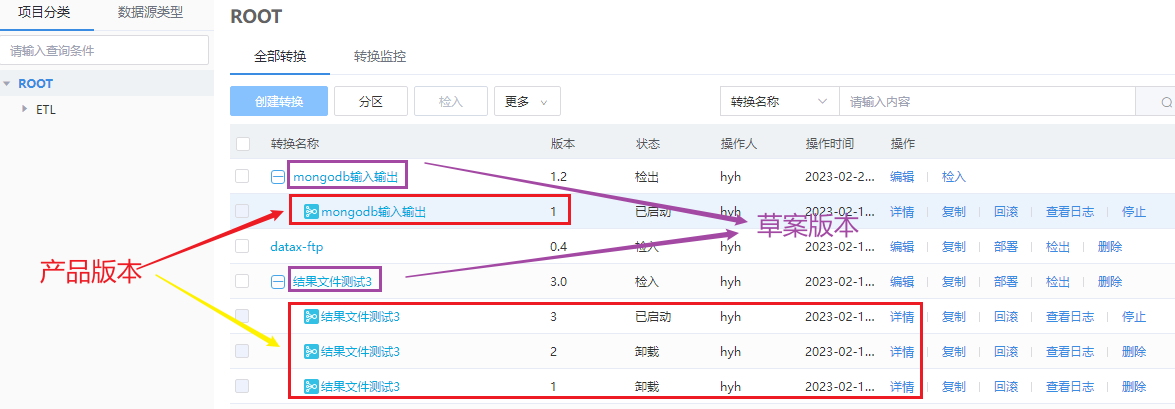 项目分类 数据源类型
请输入查询条件
ROOT
ETL
ROOT
全部转换 转换监控
创建转换 分区 检入 更多 转换名称 请输入内容
转换名称 版本 状态 操作人 操作时间 操作
mongodb输入输出 1.2 检出 hyh 2023-02-2... 编辑 检入
mongodb输入输出 1 已启动 hyh 2023-02-1... 详情 复制 回滚 查看日志 停止
草案版本
datax-ftp 0.4 检入 hyh 2023-02-1... 编辑 复制 部署 检出 删除
产品版本
结果文件测试3 3.0 检入 hyh 2023-02-1... 编辑 复制 部署 检出 删除
结果文件测试3 3 已启动 hyh 2023-02-1... 详情 复制 回滚 查看日志 停止
结果文件测试3 2 卸载 hyh 2023-02-1... 详情 复制 回滚 查看日志 删除
结果文件测试3 1 卸载 hyh 2023-02-1... 详情 复制 回滚 查看日志 删除